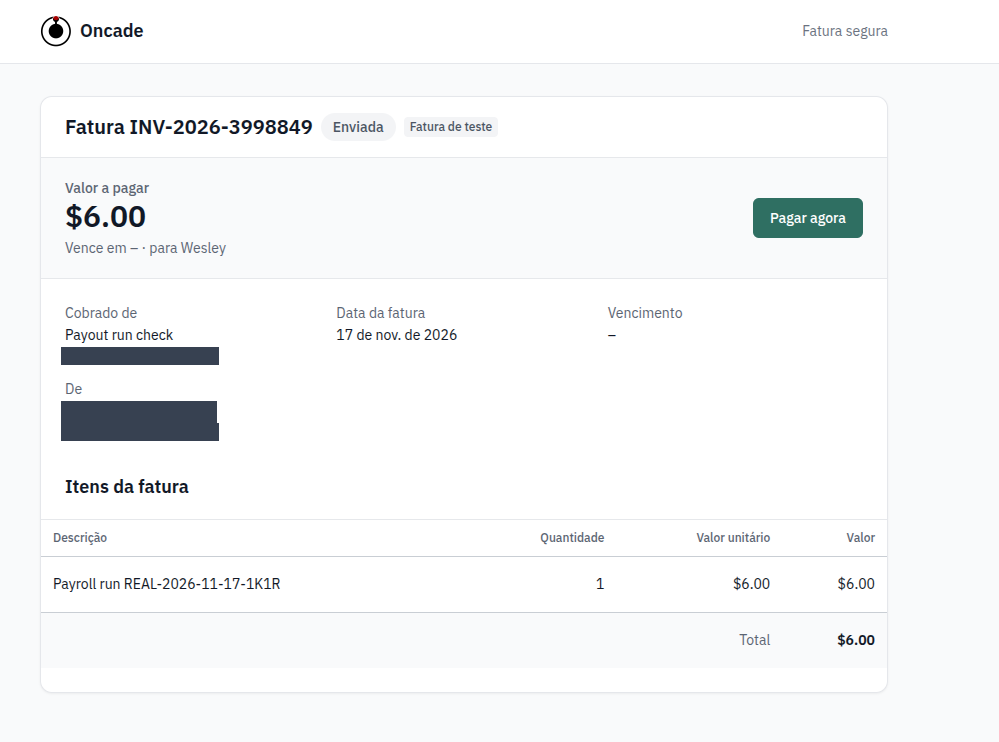 Oncade
Fatura segura
Fatura INV-2026-3998849 Enviada Fatura de teste
Valor a pagar
$6.00
Vence em – · para Wesley
Pagar agora
Cobrado de
Payout run check
Data da fatura
17 de nov. de 2026
Vencimento
–
De
Itens da fatura
Descrição Quantidade Valor unitário Valor
Payroll run REAL-2026-11-17-1K1R 1 $6.00 $6.00
Total $6.00